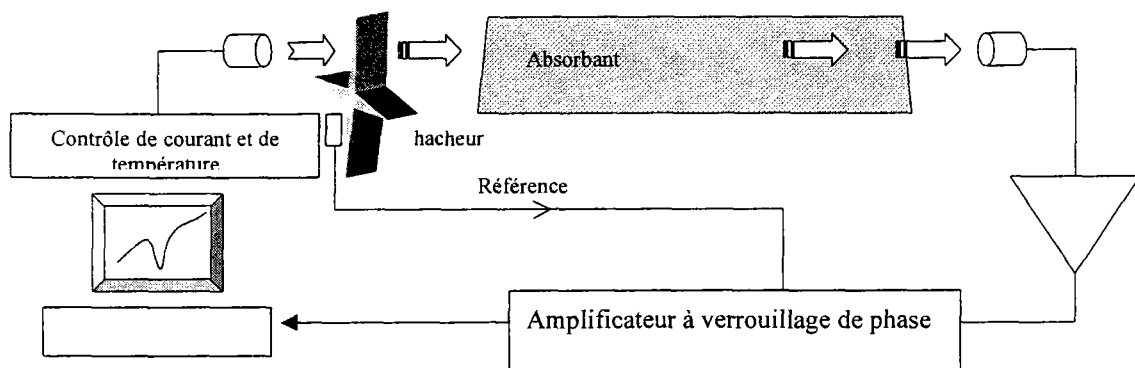 Absorbant
Contrôle de courant et de
température
hacheur
Référence
Amplificateur à verrouillage de phase